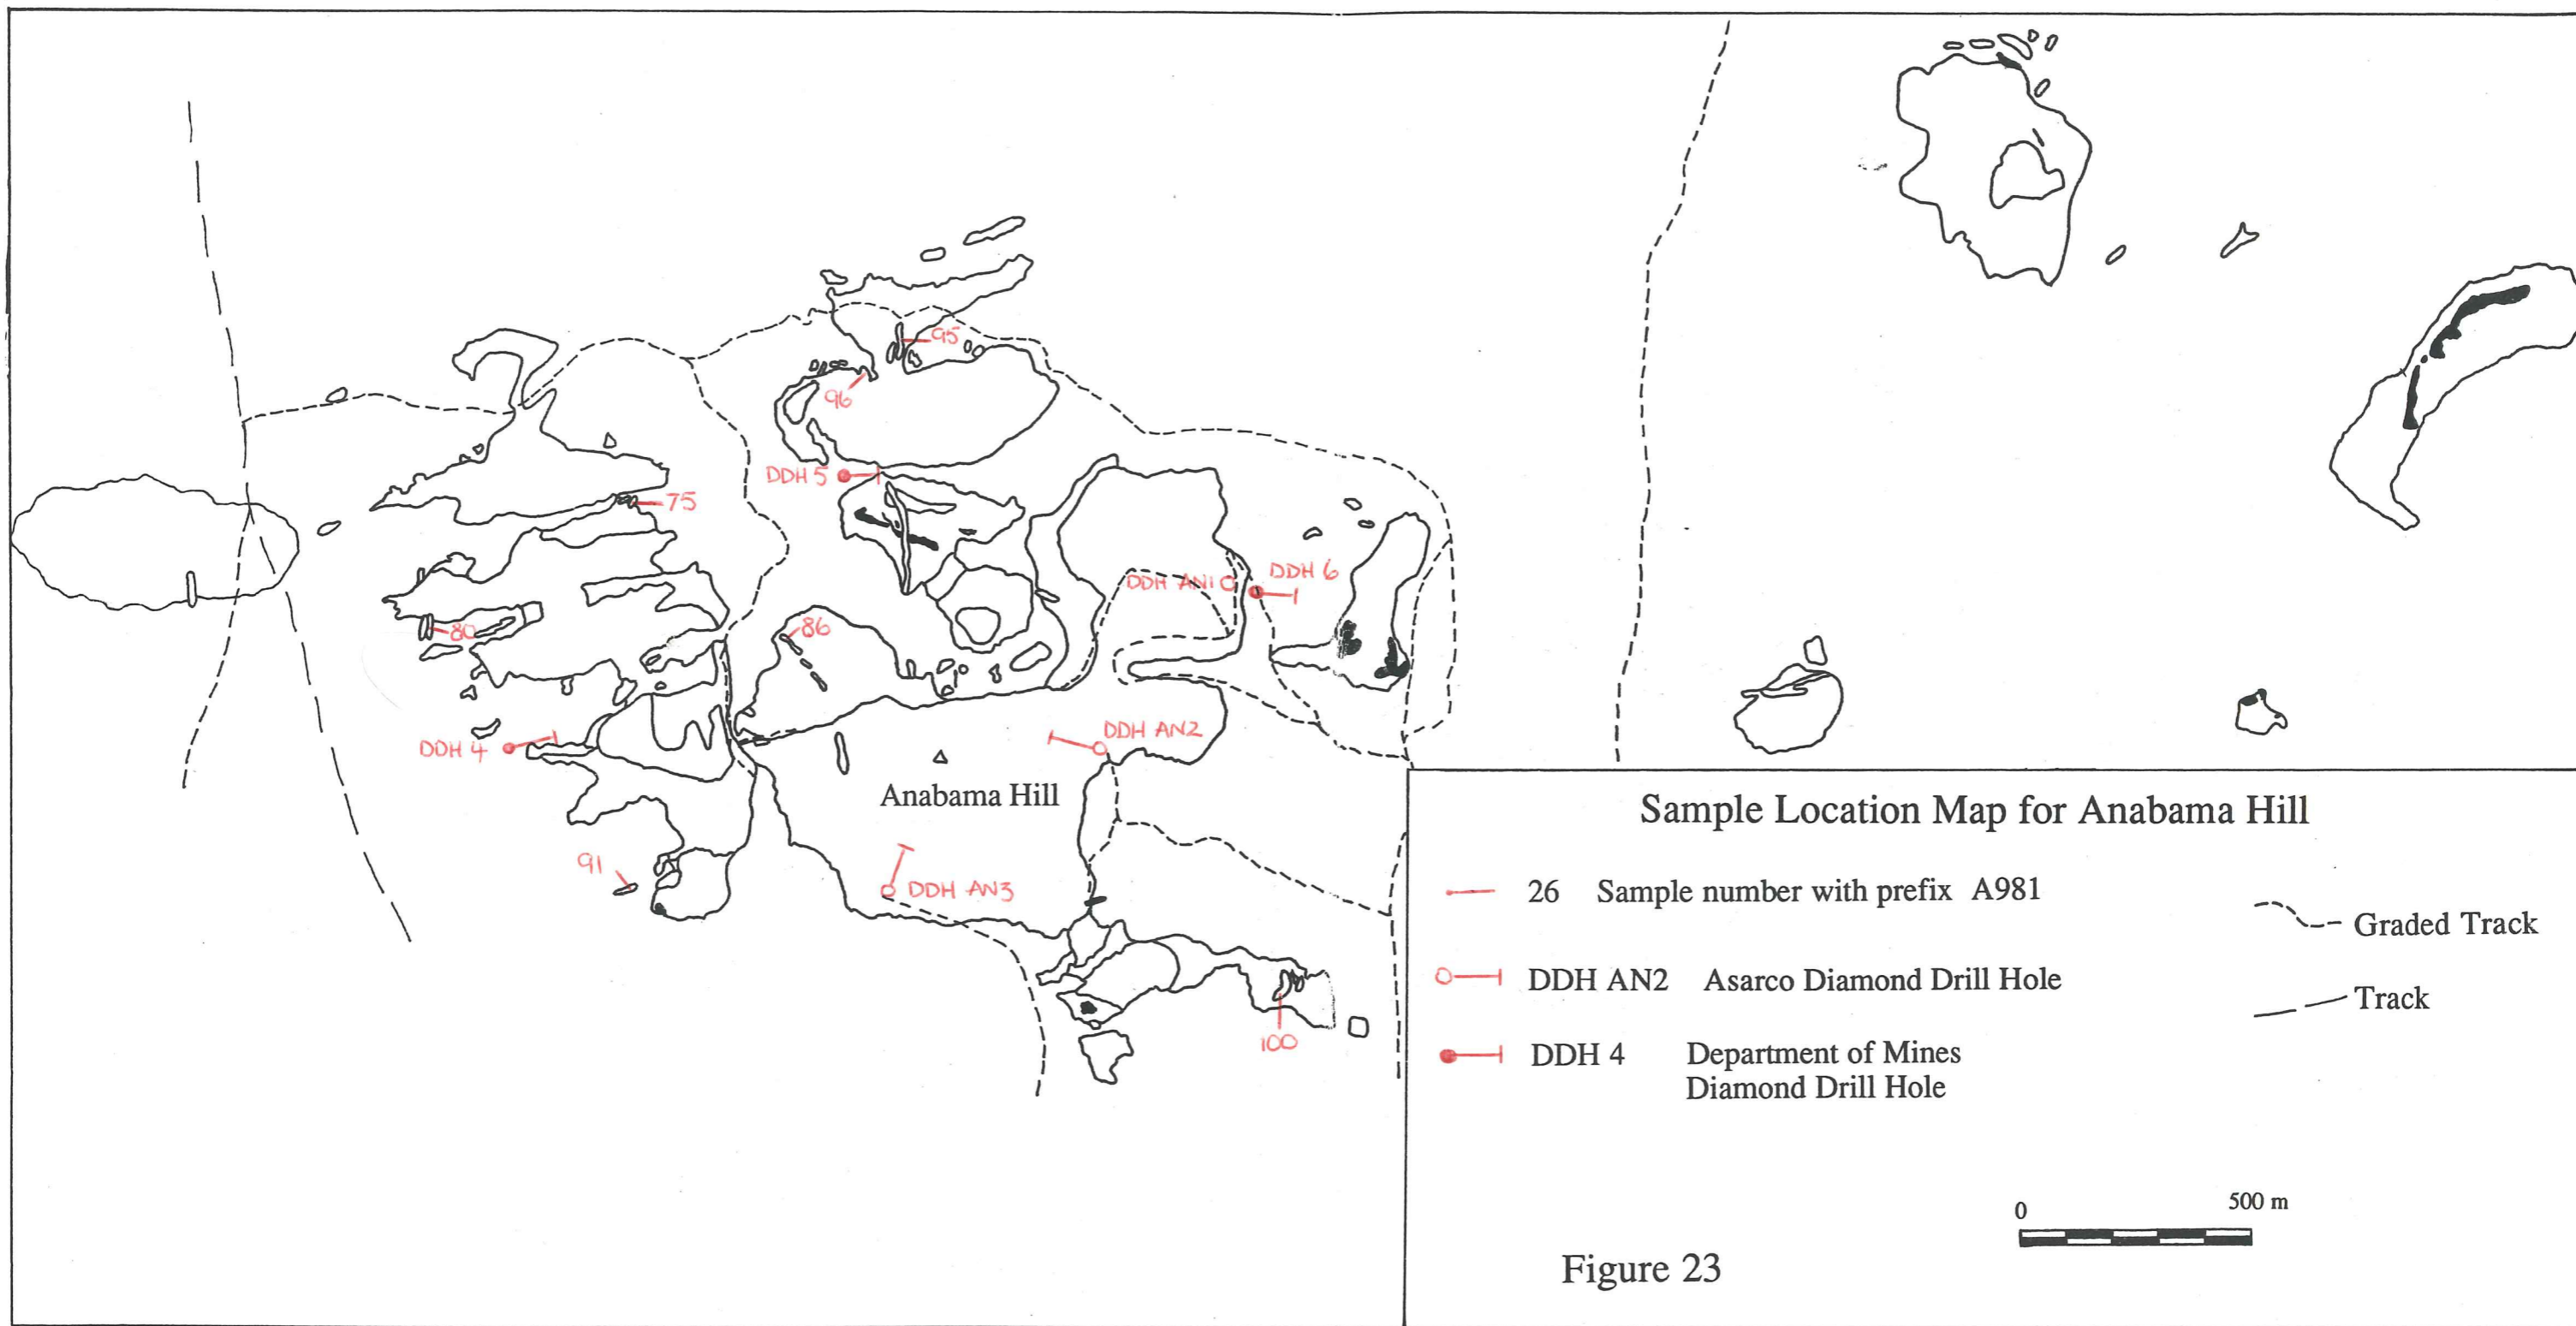 95
96
DDH 5
75
DDH AN1
DDH 6
80
86
DDH 4
DDH AN2
Anabama Hill
91
DDH AN3
100
Sample Location Map for Anabama Hill
26 Sample number with prefix A981
Graded Track
DDH AN2 Asarco Diamond Drill Hole
Track
DDH 4 Department of Mines
Diamond Drill Hole
0 500 m
Figure 23